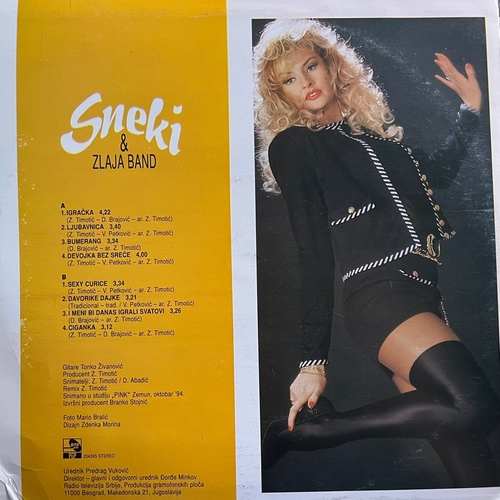 Sneki
&
ZLAJA BAND
A
1.IGRAČKA 4,22
(Z. Timotić – D. Brajović – ar. Z. Timotić)
2.LJUBAVNICA 3,40
(Z. Timotić – V. Petković – ar. Z. Timotić)
3.BUMERANG 3,34
(D. Brajović – ar. Z. Timotić)
4.DEVOJKA BEZ SREĆE 4,00
(Z. Timotić – V. Petković – ar. Z. Timotić)
B
1.SEXY CURICE 3,34
(Z. Timotić – V. Petković – ar. Z. Timotić)
2.DAVORIKE DAJKE 3,21
(Tradicional – trad. / V. Petković – ar. Z. Timotić)
3.I MENI BI DANAS IGRALI SVATOVI 3,26
(D. Brajović – ar. Z. Timotić)
4.CIGANKA 3,12
(Z. Timotić – D. Brajović – ar. Z. Timotić)
Gitare Tonko Živanović
Producent Z. Timotić
Snimatelji: Z. Timotić / D. Abadić
Remix Z. Timotić
Snimano u studiju „PINK” Zemun, oktobar '94.
Izvršni producent Branko Stojnić
Foto Mario Bralić
Dizajn Zdenka Morina
STEREO
Urednik Predrag Vuković
Direktor – glavni i odgovorni urednik Đorđe Minkov
Radio televizija Srbije, Produkcija gramofonskih ploča
11000 Beograd, Makedonska 21, Jugoslavija